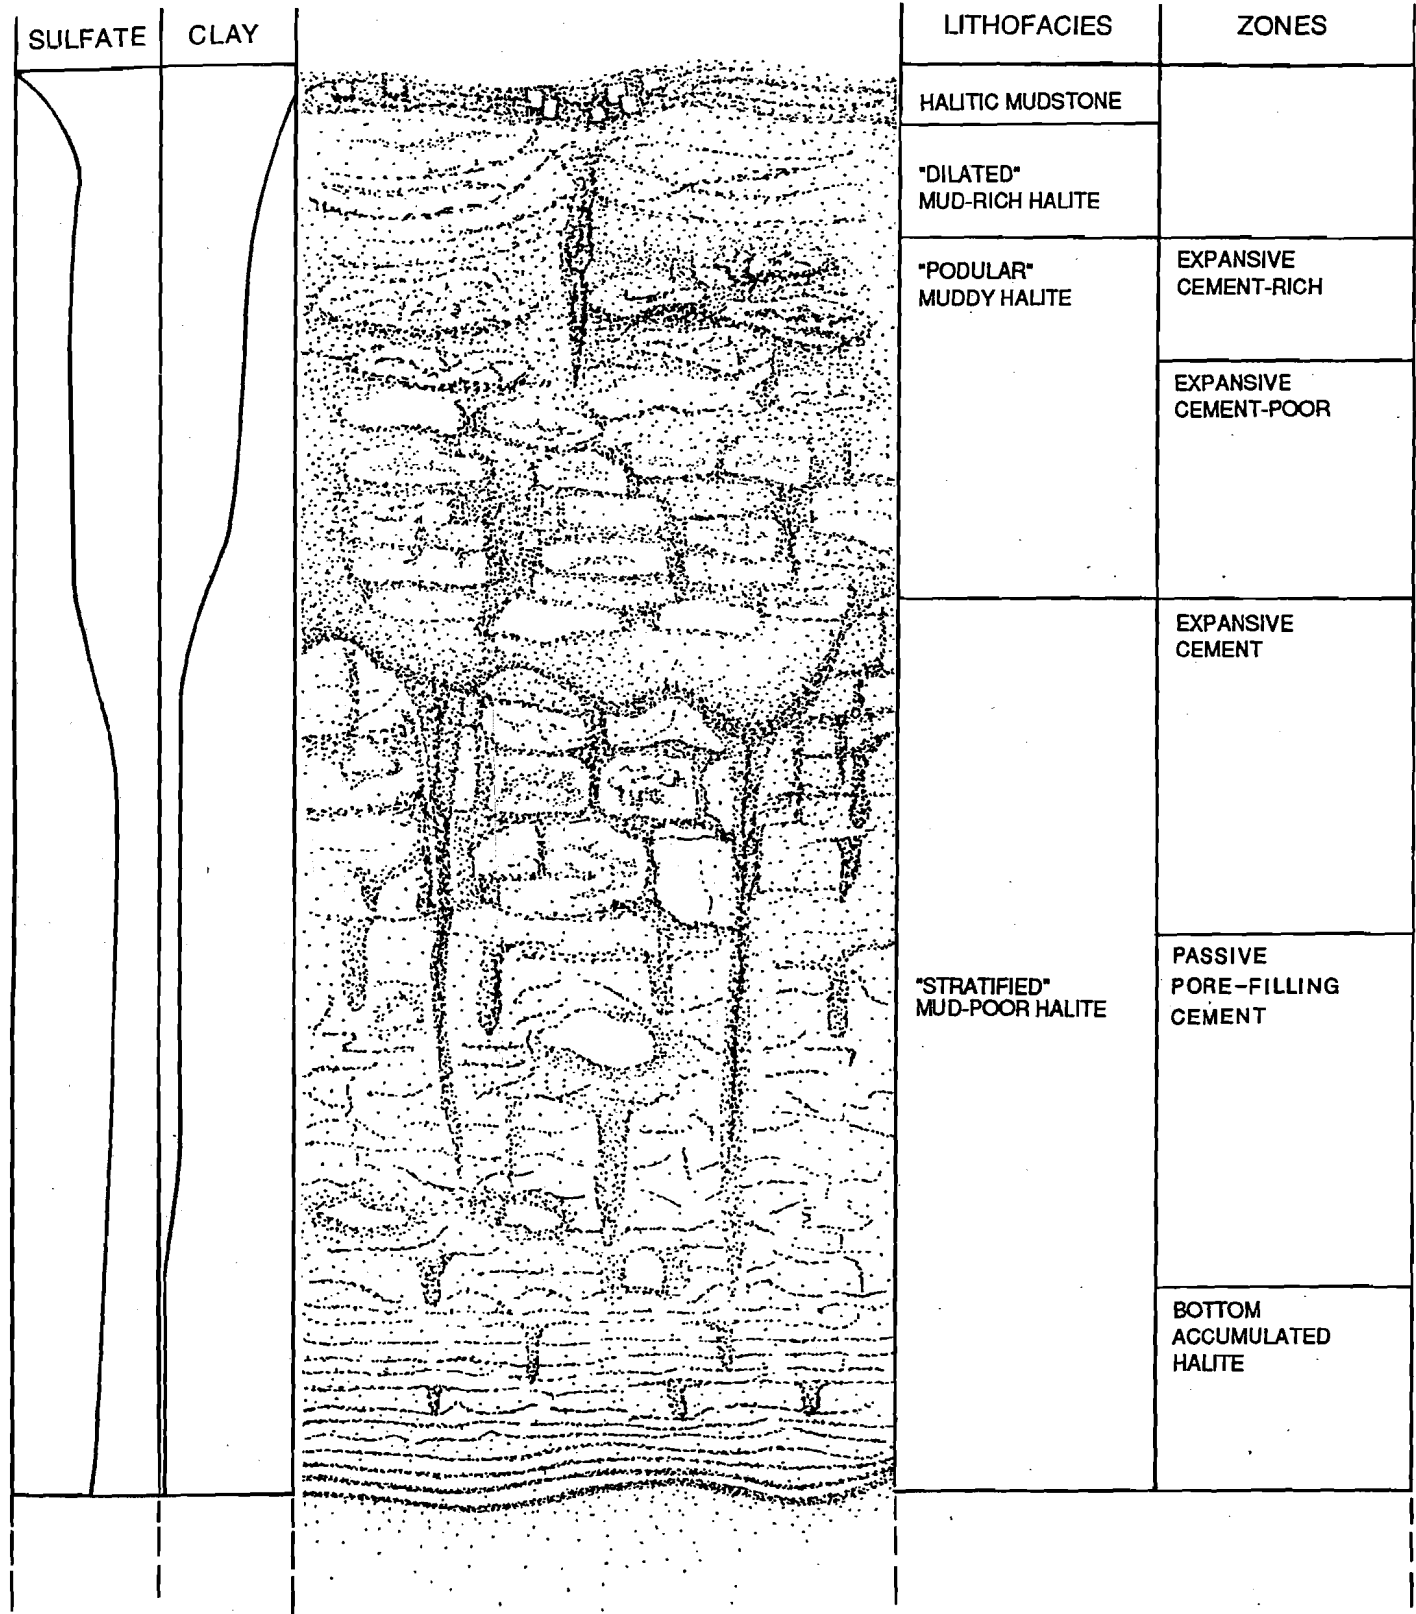 SULFATE
CLAY
LITHOFACIES
ZONES
HALITIC MUDSTONE
"DILATED"
MUD-RICH HALITE
"PODULAR"
MUDDY HALITE
EXPANSIVE
CEMENT-RICH
EXPANSIVE
CEMENT-POOR
EXPANSIVE
CEMENT
"STRATIFIED"
MUD-POOR HALITE
PASSIVE
PORE-FILLING
CEMENT
BOTTOM
ACCUMULATED
HALITE